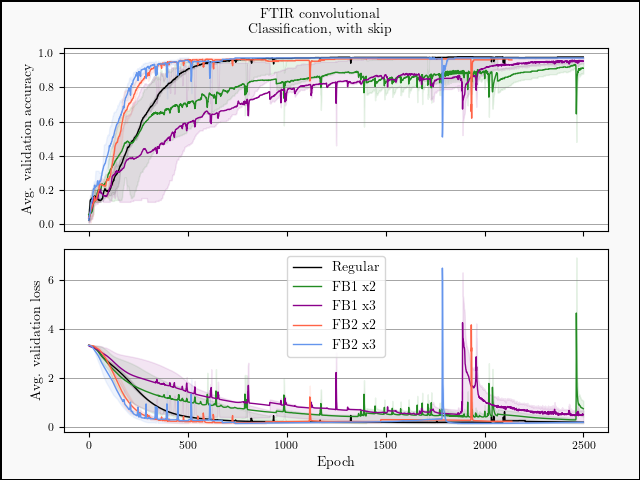 FTIR convolutional
Classification, with skip
1.0
0.8
0.6
0.4
0.2
0.0
Avg. validation accuracy
Regular
FB1 x2
FB1 x3
FB2 x2
FB2 x3
6
4
2
0
Avg. validation loss
0
500
1000
1500
2000
2500
Epoch